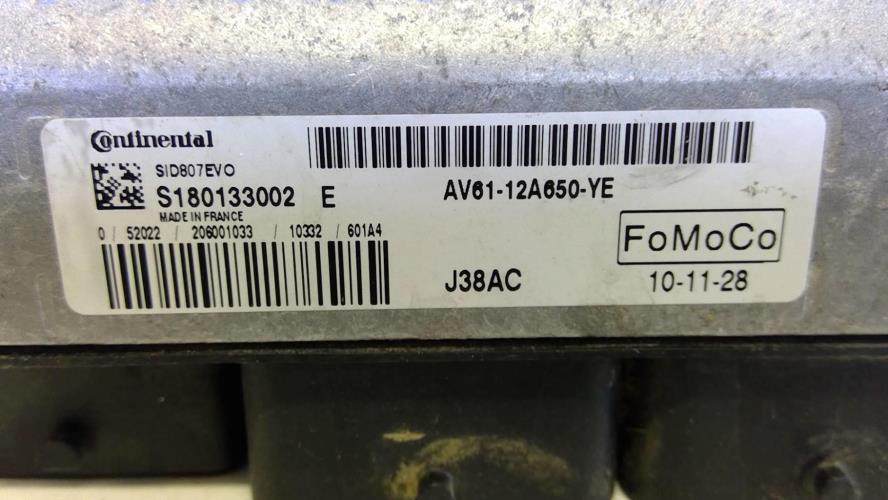 Continental
SID807EVO
S180133002 E
MADE IN FRANCE
0 / 52022 / 206001033 / 10332 / 601A4
AV61-12A650-YE
FoMoCo
J38AC
10-11-28